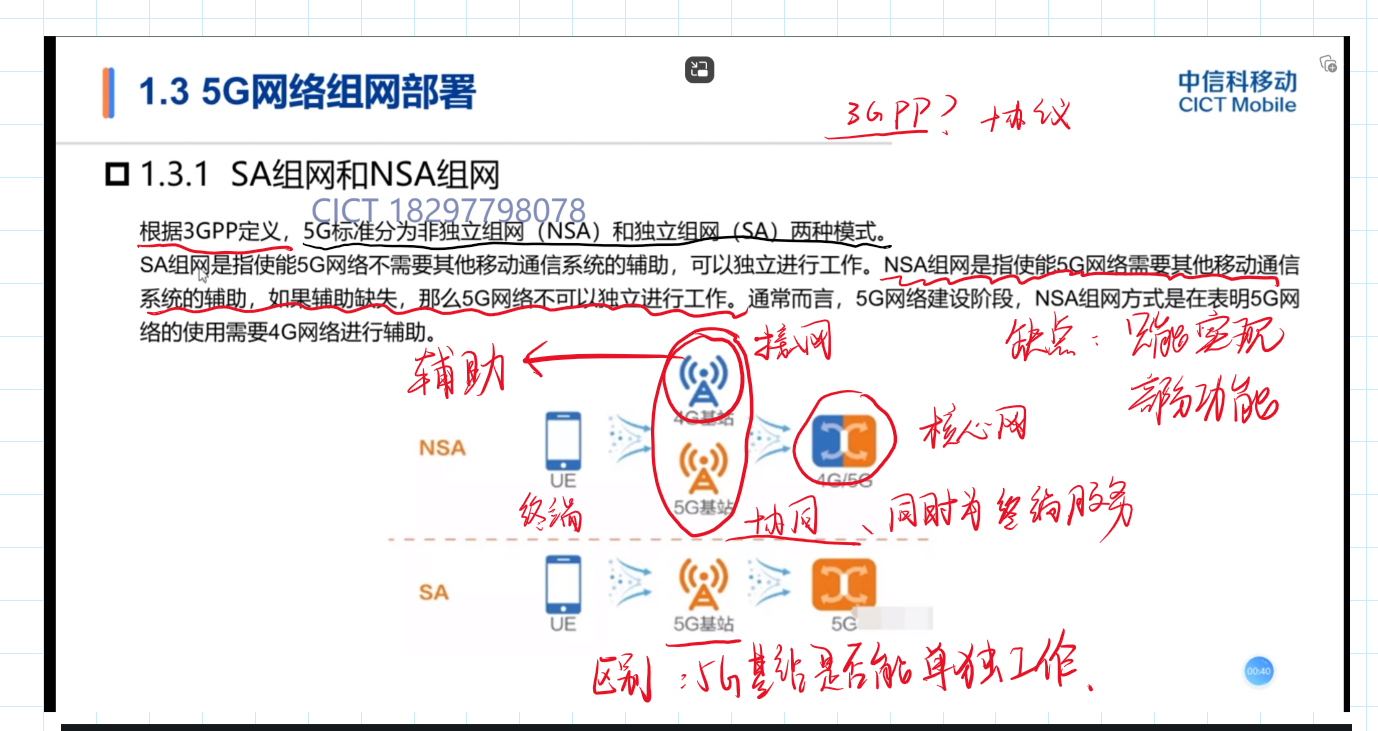 1.3 5G网络组网部署
中信科移动
CICT Mobile
3GPP？ 协议
1.3.1 SA组网和NSA组网
CICT 18297798078
根据3GPP定义，5G标准分为非独立组网（NSA）和独立组网（SA）两种模式。
SA组网是指使能5G网络不需要其他移动通信系统的辅助，可以独立进行工作。NSA组网是指使能5G网络需要其他移动通信
系统的辅助，如果辅助缺失，那么5G网络不可以独立进行工作。通常而言，5G网络建设阶段，NSA组网方式是在表明5G网
络的使用需要4G网络进行辅助。
缺点：只能实现
部分功能
辅助
接入网
4G基站
核心网
NSA
UE
4G/5G
终端
5G基站
协同、同时为终端服务
SA
UE
5G基站
5G
区别：5G基站是否能单独工作.
00:40